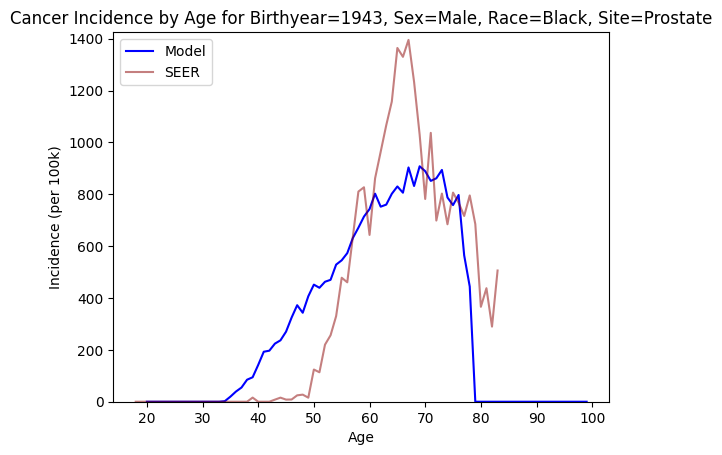 Cancer Incidence by Age for Birthyear=1943, Sex=Male, Race=Black, Site=Prostate
Model
SEER
Incidence (per 100k)
1400
1200
1000
800
600
400
200
0
20 30 40 50 60 70 80 90 100
Age